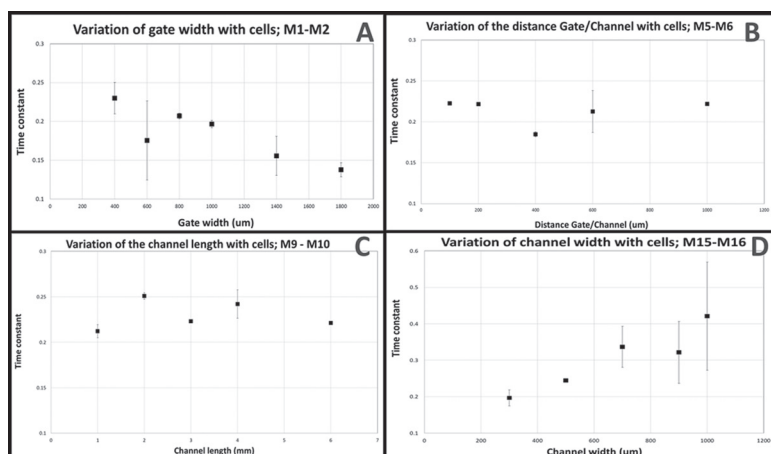 Variation of gate width with cells; M1-M2
A
Time constant
0.3
0.25
0.2
0.15
0.1
0 200 400 600 800 1000 1200 1400 1600 1800 2000
Gate width (um)
Variation of the distance Gate/Channel with cells; M5-M6
B
Time constant
0.3
0.25
0.2
0.15
0.1
0 200 400 600 800 1000 1200
Distance Gate/Channel (um)
Variation of the channel length with cells; M9 - M10
C
Time constant
0.3
0.25
0.2
0.15
0.1
0 1 2 3 4 5 6 7
Channel length (mm)
Variation of channel width with cells; M15-M16
D
Time constant
0.6
0.5
0.4
0.3
0.2
0.1
0 200 400 600 800 1000 1200
Channel width (um)